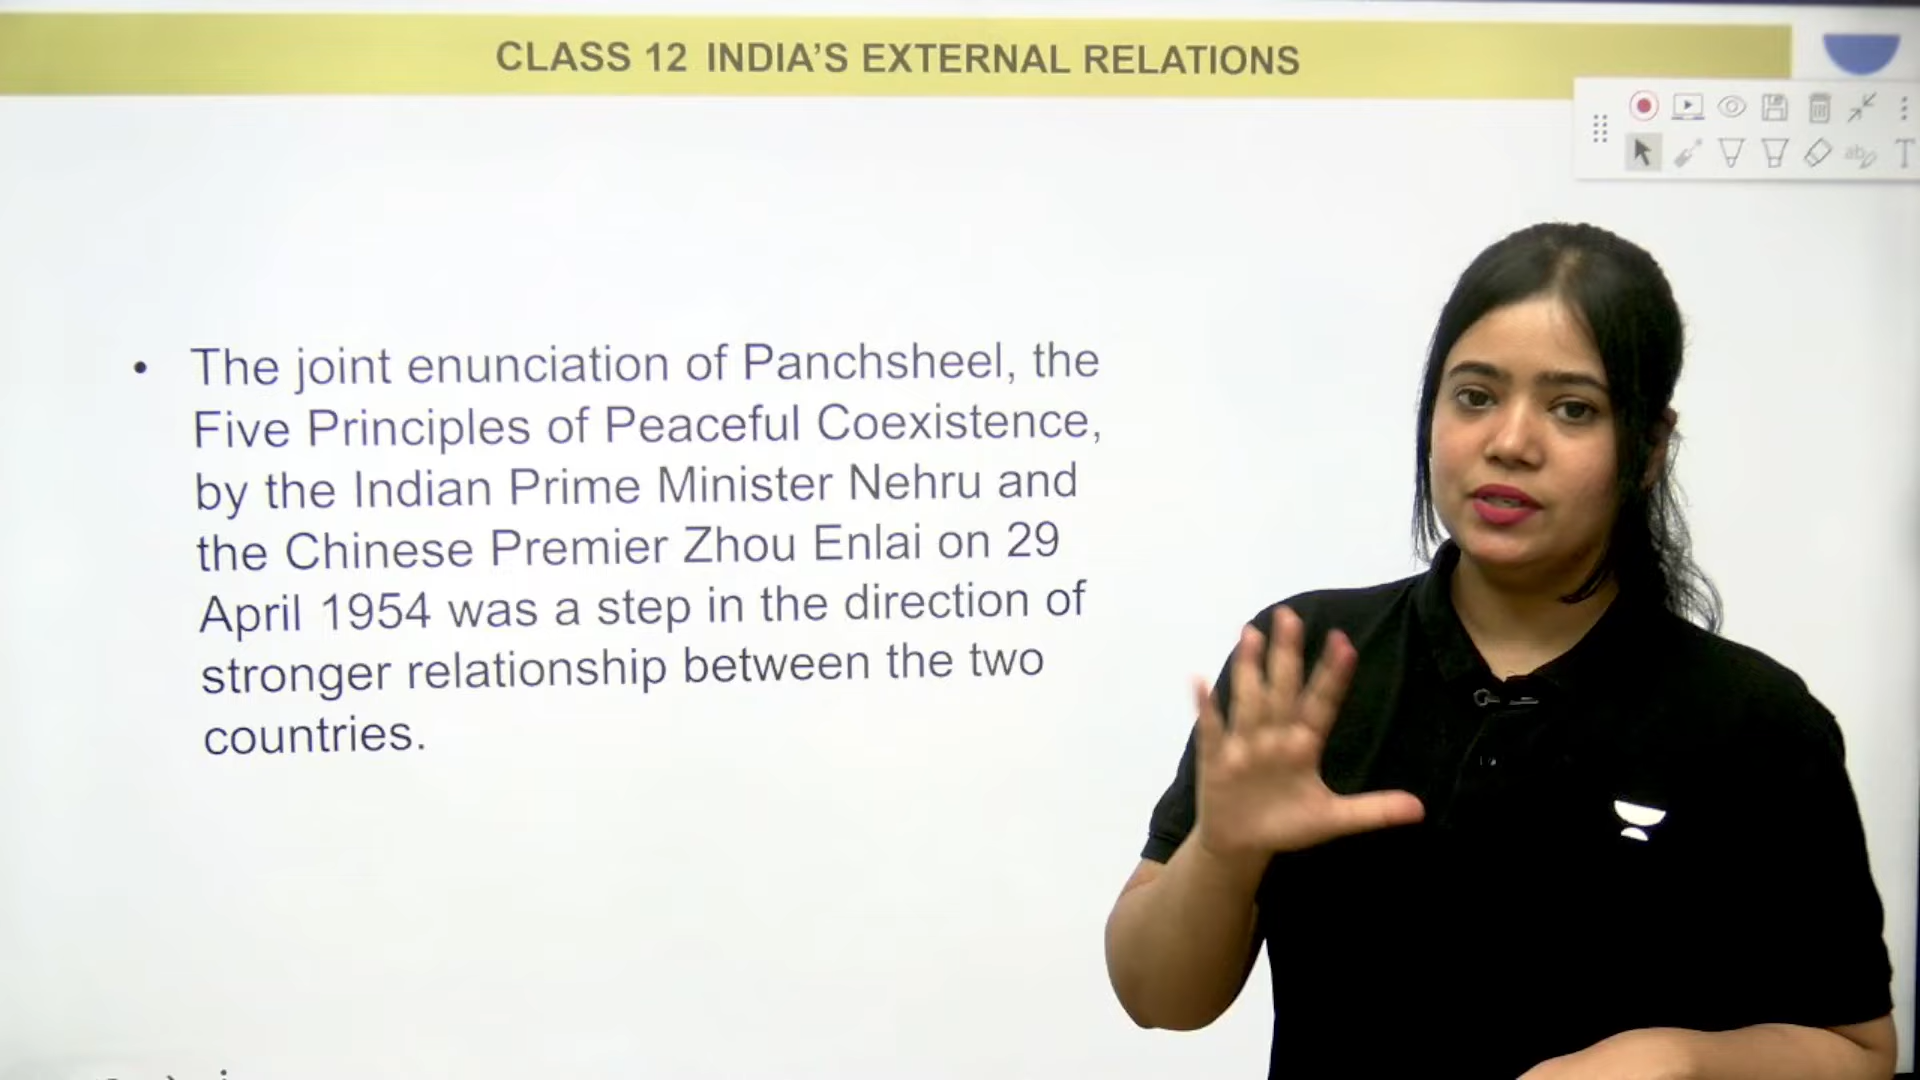 CLASS 12 INDIA'S EXTERNAL RELATIONS
• The joint enunciation of Panchsheel, the
Five Principles of Peaceful Coexistence,
by the Indian Prime Minister Nehru and
the Chinese Premier Zhou Enlai on 29
April 1954 was a step in the direction of
stronger relationship between the two
countries.